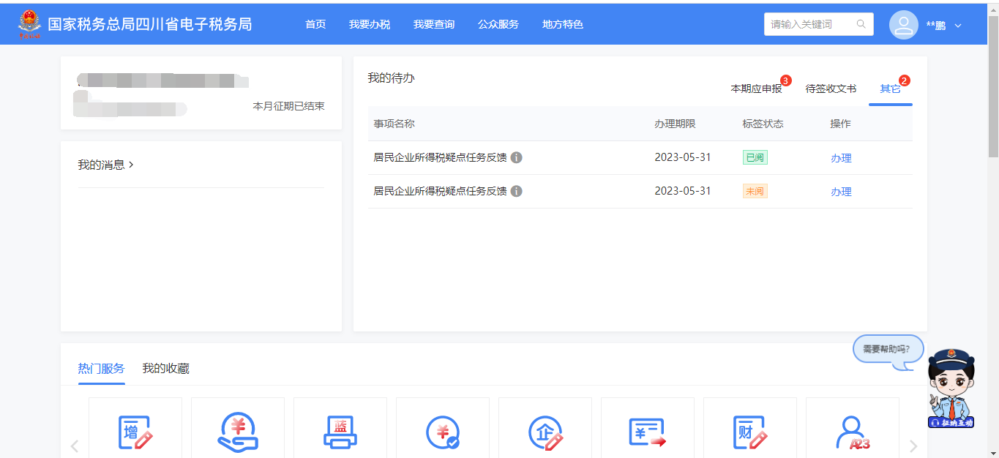 国家税务总局四川省电子税务局 首页 我要办税 我要查询 公众服务 地方特色 请输入关键词 **鹏
本月征期已结束
我的消息
我的待办
本期应申报 3 待签收文书 其它 2
事项名称 办理期限 标签状态 操作
居民企业所得税疑点任务反馈 2023-05-31 已阅 办理
居民企业所得税疑点任务反馈 2023-05-31 未阅 办理
需要帮助吗?
征纳互动
热门服务 我的收藏
增 ¥ 蓝 ¥ 企 ¥ 财 A23